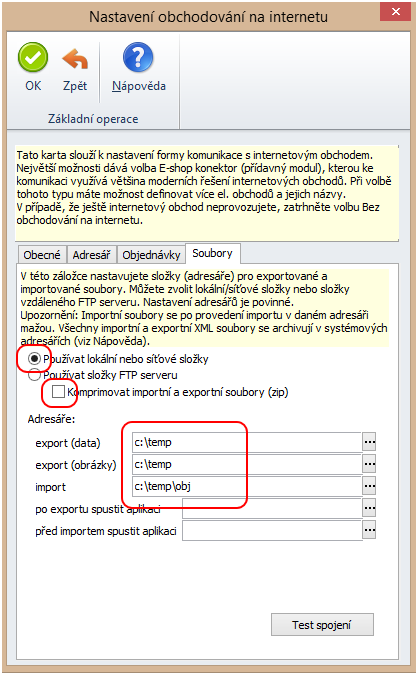 Nastavení obchodování na internetu
OK
Zpět
Nápověda
Základní operace
Tato karta slouží k nastavení formy komunikace s internetovým obchodem.
Největší možnosti dává volba E-shop konektor (přídavný modul), kterou ke
komunikaci využívá většina moderních řešení internetových obchodů. Při volbě
tohoto typu máte možnost definovat více el. obchodů a jejich názvy.
V případě, že ještě internetový obchod neprovozujete, zatrhněte volbu Bez
obchodování na internetu.
Obecné
Adresář
Objednávky
Soubory
V této záložce nastavujete složky (adresáře) pro exportované a
importované soubory. Můžete zvolit lokální/síťové složky nebo složky
vzdáleného FTP serveru. Nastavení adresářů je povinné.
Upozornění: Importní soubory se po provedení importu v daném adresáři
mažou. Všechny importní a exportní XML soubory se archivují v systémových
adresářích (viz Nápověda).
Používat lokální nebo síťové složky
Používat složky FTP serveru
Komprimovat importní a exportní soubory (zip)
Adresáře:
export (data) c:\temp ...
export (obrázky) c:\temp ...
import c:\temp\obj ...
po exportu spustit aplikaci ...
před importem spustit aplikaci ...
Test spojení